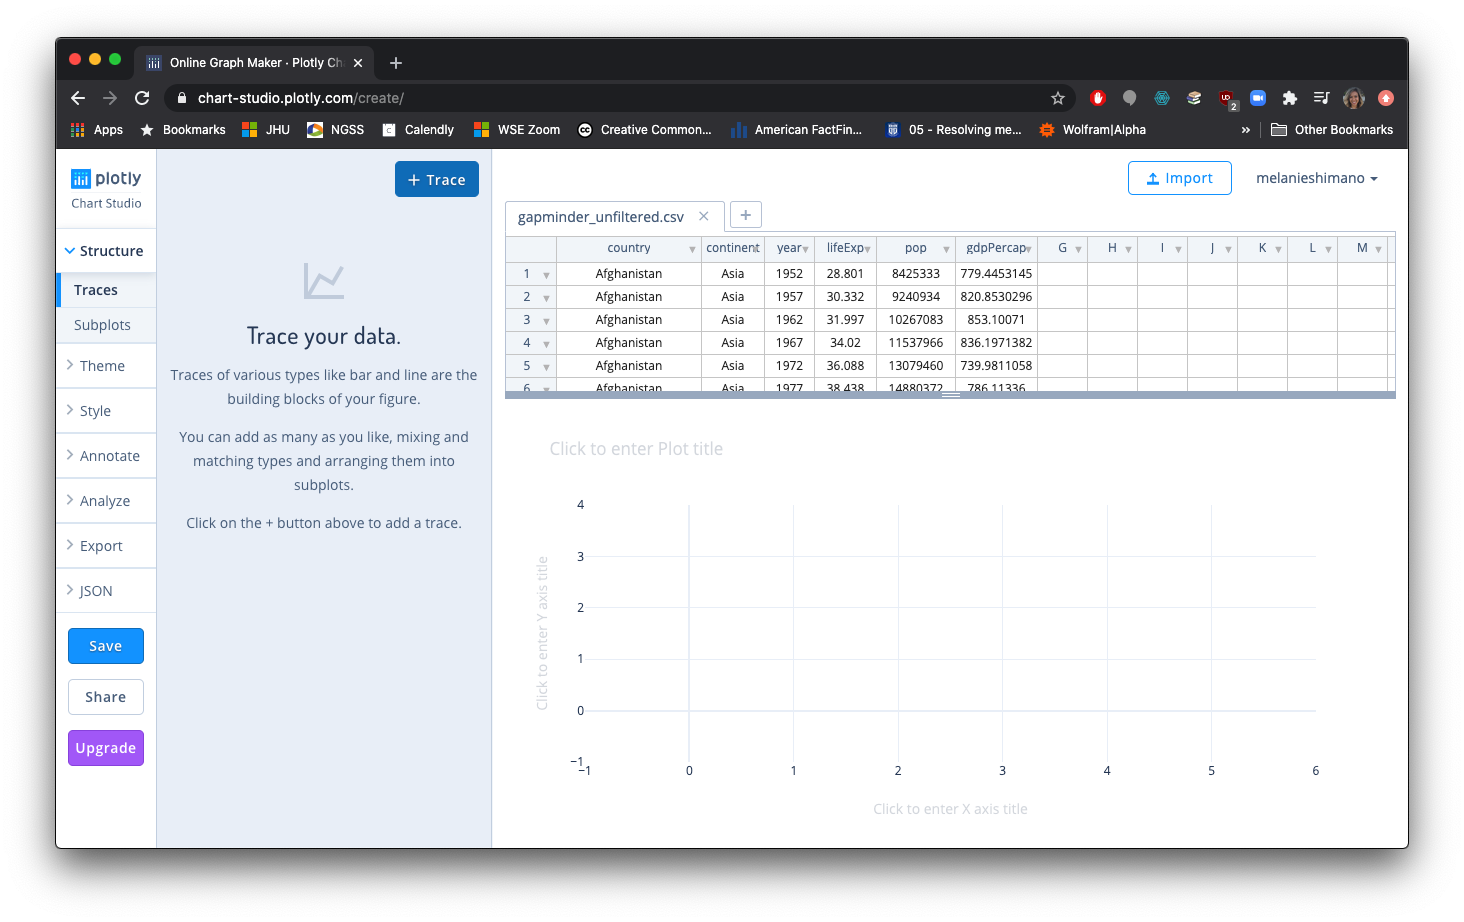 Online Graph Maker · Plotly Ch
chart-studio.plotly.com/create/
2
Apps Bookmarks JHU NGSS Calendly WSE Zoom Creative Common... American FactFin... 05 - Resolving me... Wolfram|Alpha » Other Bookmarks
plotly
Chart Studio
Structure
Traces
Subplots
Theme
Style
Annotate
Analyze
Export
JSON
Save
Share
Upgrade
+ Trace
Trace your data.
Traces of various types like bar and line are the
building blocks of your figure.
You can add as many as you like, mixing and
matching types and arranging them into
subplots.
Click on the + button above to add a trace.
Import
melanieshimano
gapminder_unfiltered.csv
country continent year lifeExp pop gdpPercap G H I J K L M
1 Afghanistan Asia 1952 28.801 8425333 779.4453145
2 Afghanistan Asia 1957 30.332 9240934 820.8530296
3 Afghanistan Asia 1962 31.997 10267083 853.10071
4 Afghanistan Asia 1967 34.02 11537966 836.1971382
5 Afghanistan Asia 1972 36.088 13079460 739.9811058
6 Afghanistan Asia 1977 38.438 14880372 786.11336
Click to enter Plot title
4
3
2
1
0
−1
Click to enter Y axis title
−1 0 1 2 3 4 5 6
Click to enter X axis title